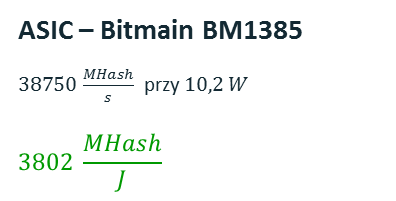 ASIC – Bitmain BM1385
38750 MHash/s przy 10,2 W
3802 MHash/J